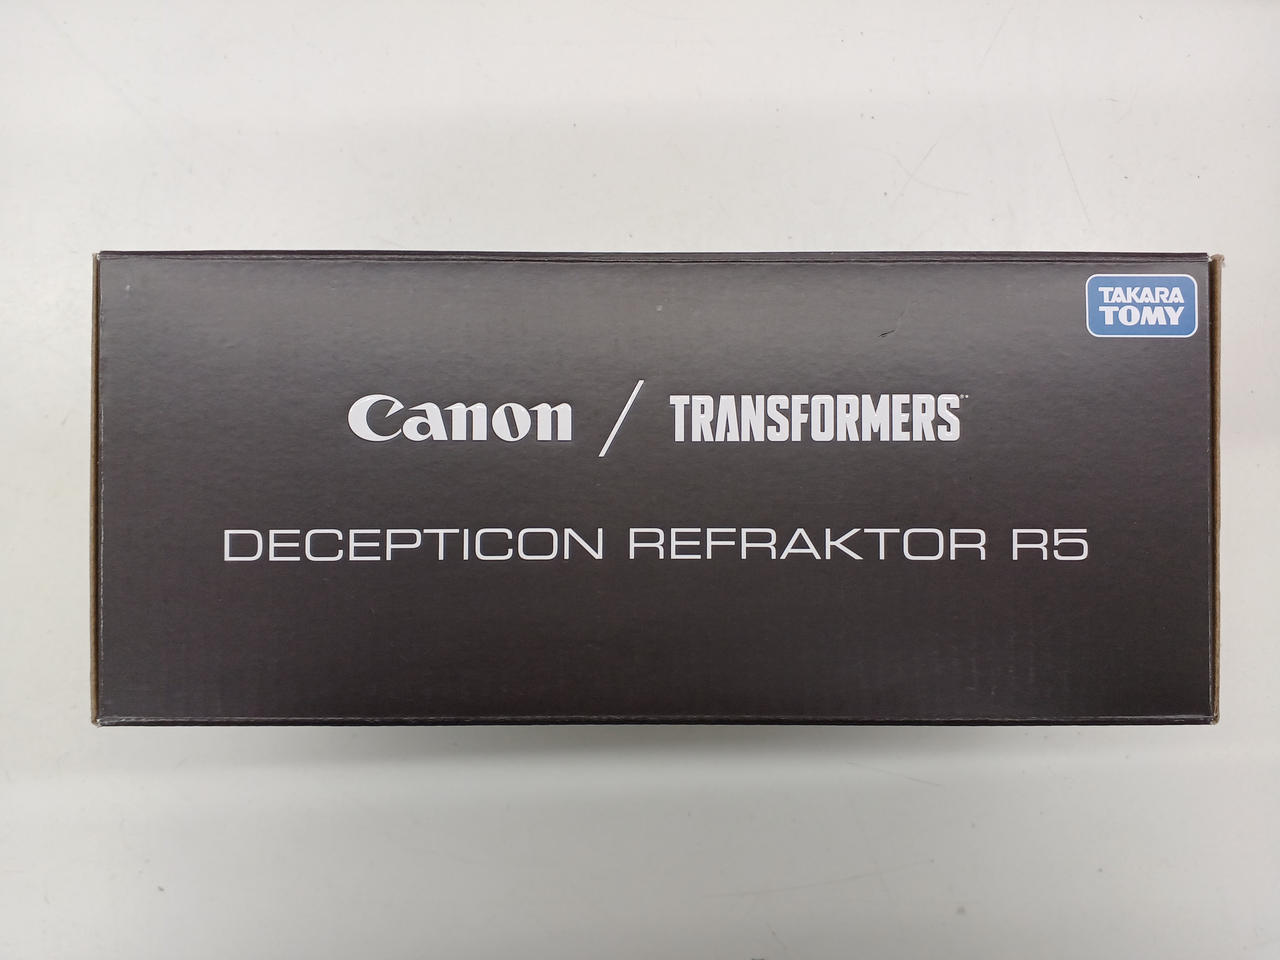 TAKARA
TOMY
Canon / TRANSFORMERS
DECEPTICON REFRAKTOR R5